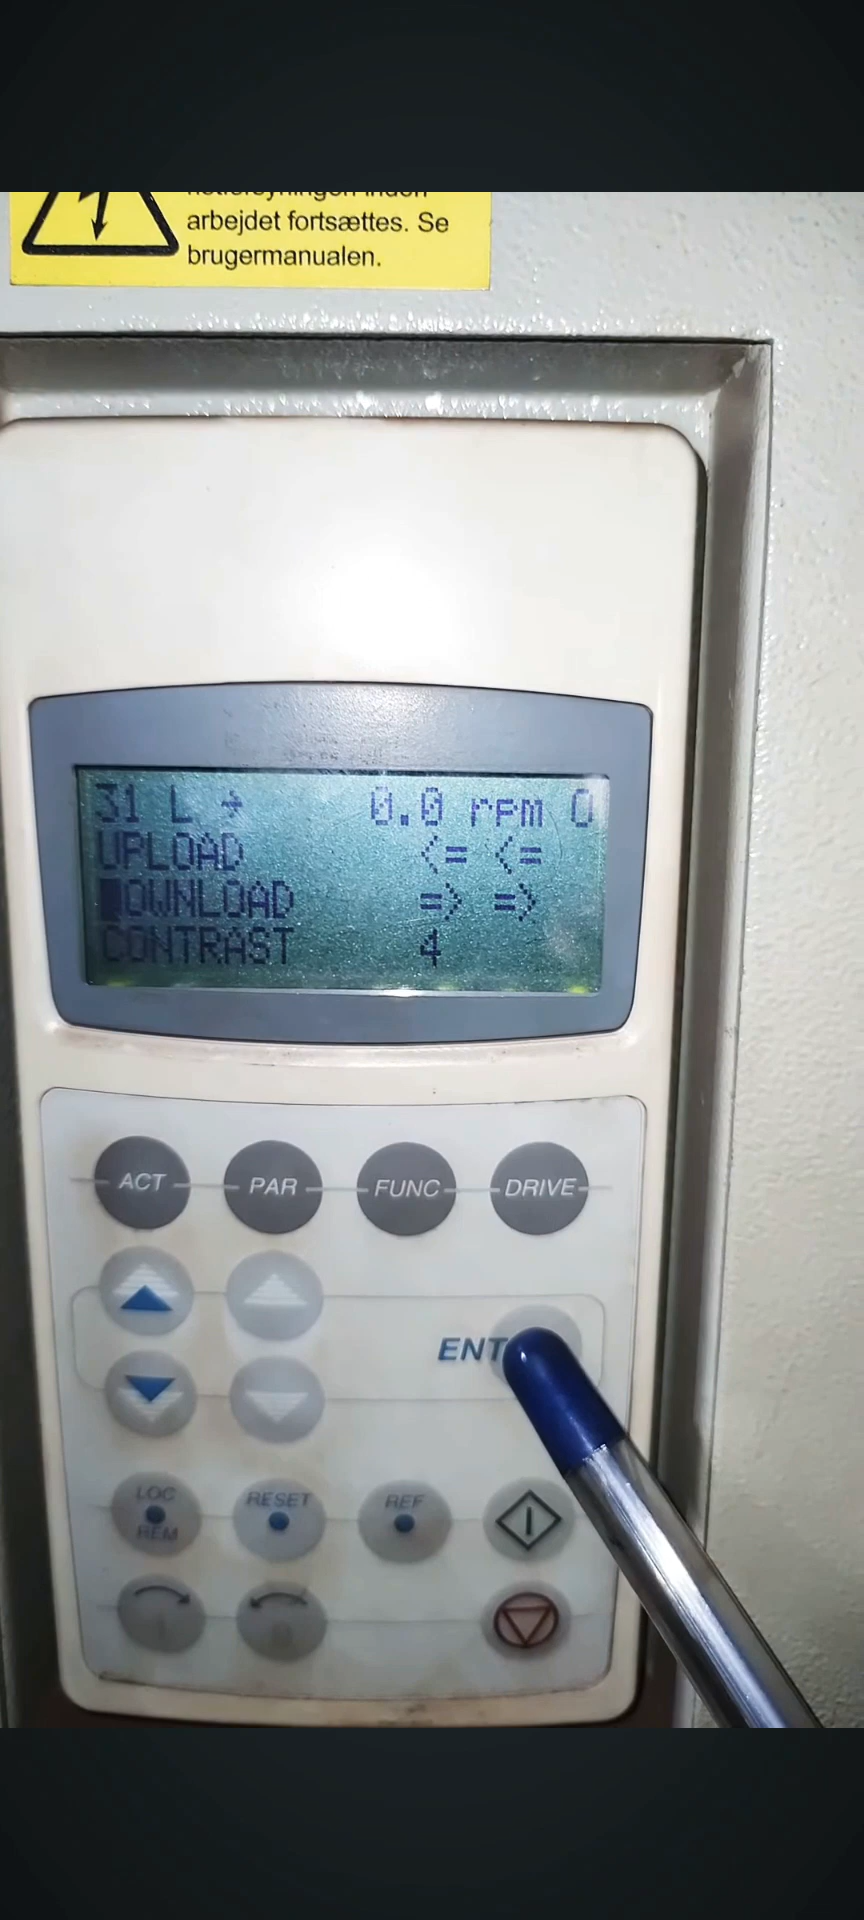 arbejdet fortsættes. Se
brugermanualen.
31 L → 0.0 rpm O
UPLOAD <= <=
DOWNLOAD => =>
CONTRAST 4
ACT PAR FUNC DRIVE
ENT
LOC
REM
RESET
REF